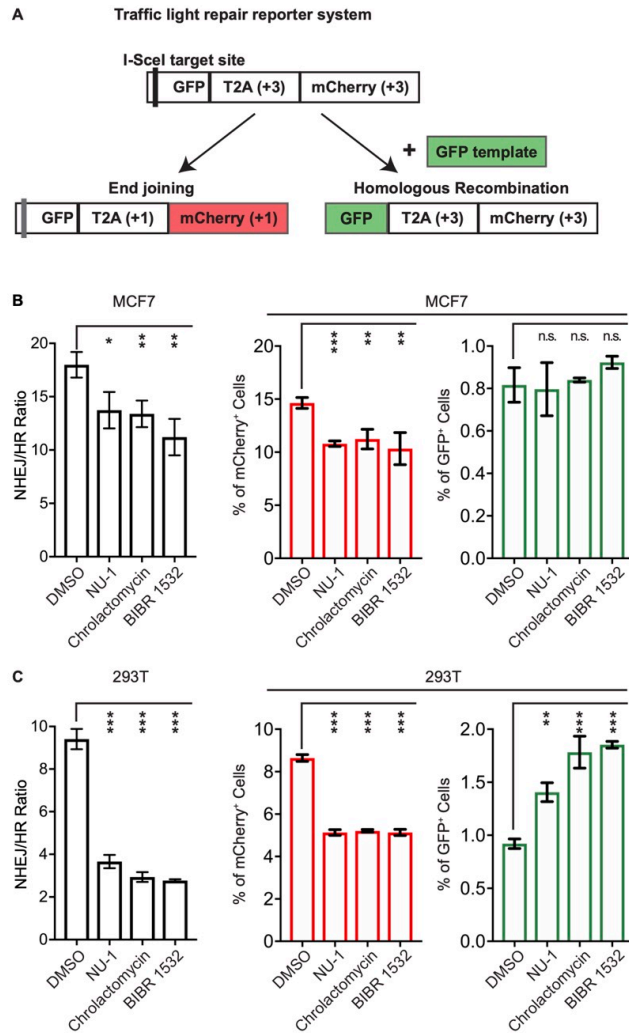 A Traffic light repair reporter system
I-SceI target site
GFP T2A (+3) mCherry (+3)
+ GFP template
End joining
Homologous Recombination
GFP T2A (+1) mCherry (+1)
GFP T2A (+3) mCherry (+3)
B MCF7
MCF7
NHEJ/HR Ratio
20
15
10
5
0
* ** **
DMSO
NU-1
Chrolactomycin
BIBR 1532
% of mCherry+ Cells
20
15
10
5
0
*** ** **
DMSO
NU-1
Chrolactomycin
BIBR 1532
% of GFP+ Cells
1.0
0.8
0.6
0.4
0.2
0.0
n.s. n.s. n.s.
DMSO
NU-1
Chrolactomycin
BIBR 1532
C 293T
293T
NHEJ/HR Ratio
10
8
6
4
2
0
*** *** ***
DMSO
NU-1
Chrolactomycin
BIBR 1532
% of mCherry+ Cells
10
8
6
4
2
0
*** *** ***
DMSO
NU-1
Chrolactomycin
BIBR 1532
% of GFP+ Cells
2.0
1.5
1.0
0.5
0.0
** *** ***
DMSO
NU-1
Chrolactomycin
BIBR 1532